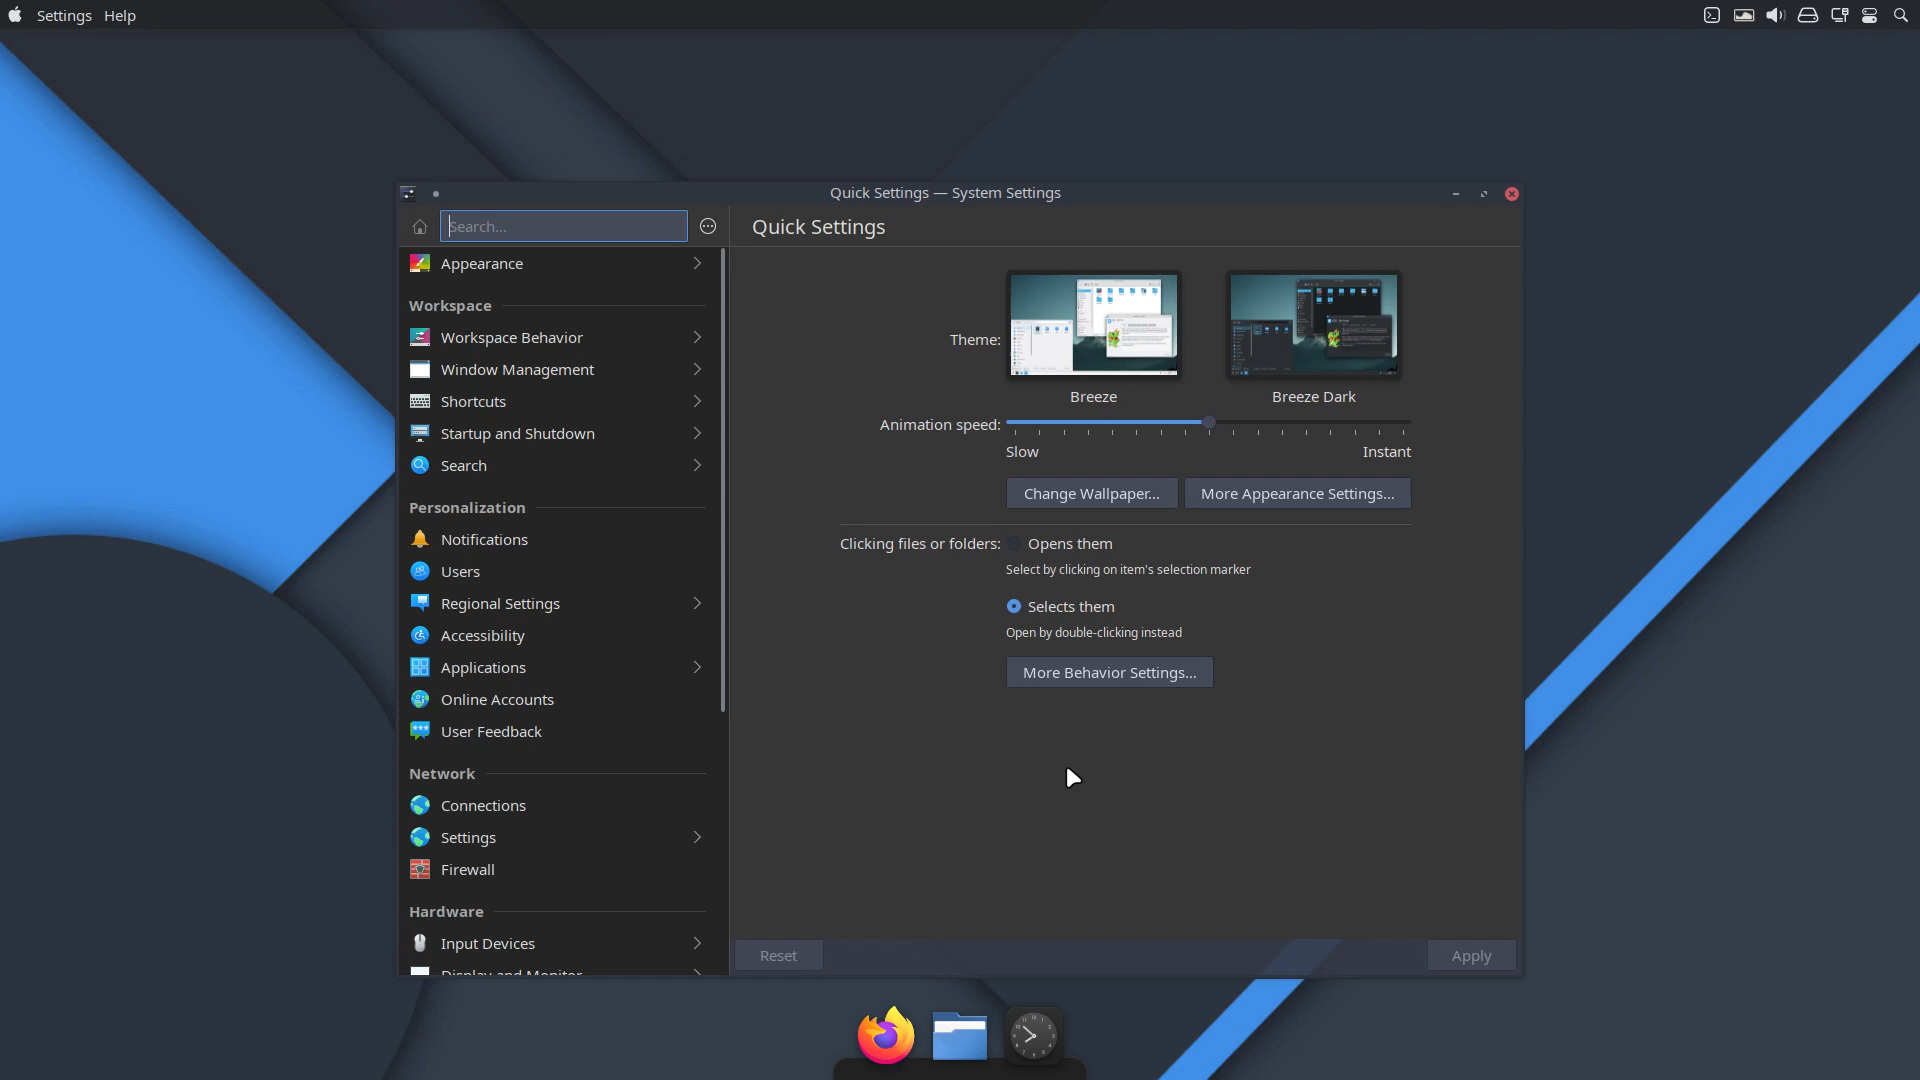 Settings Help
Quick Settings — System Settings
Search...
Quick Settings
Appearance
Workspace
Workspace Behavior
Window Management
Shortcuts
Startup and Shutdown
Search
Personalization
Notifications
Users
Regional Settings
Accessibility
Applications
Online Accounts
User Feedback
Network
Connections
Settings
Firewall
Hardware
Input Devices
Display and Monitor
Theme:
Breeze
Breeze Dark
Animation speed:
Slow
Instant
Change Wallpaper...
More Appearance Settings...
Clicking files or folders:
Opens them
Select by clicking on item's selection marker
Selects them
Open by double-clicking instead
More Behavior Settings...
Reset
Apply